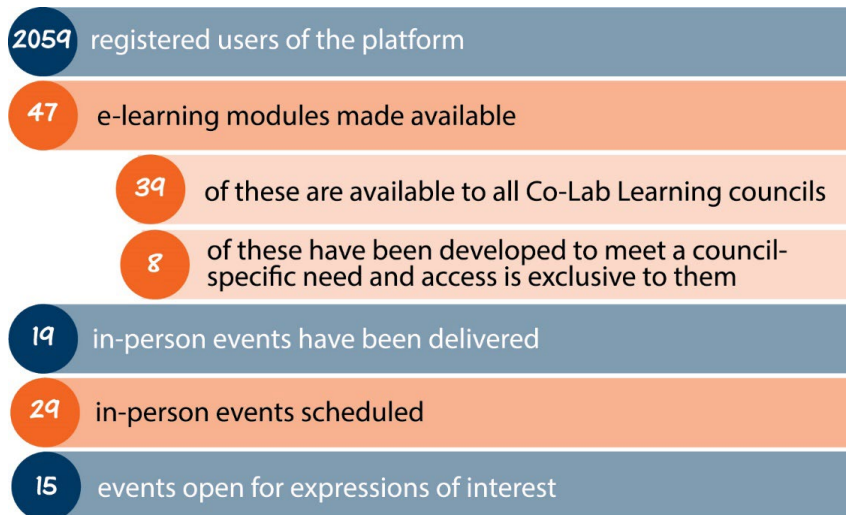 2059 registered users of the platform
47 e-learning modules made available
39 of these are available to all Co-Lab Learning councils
8 of these have been developed to meet a council-
specific need and access is exclusive to them
19 in-person events have been delivered
29 in-person events scheduled
15 events open for expressions of interest